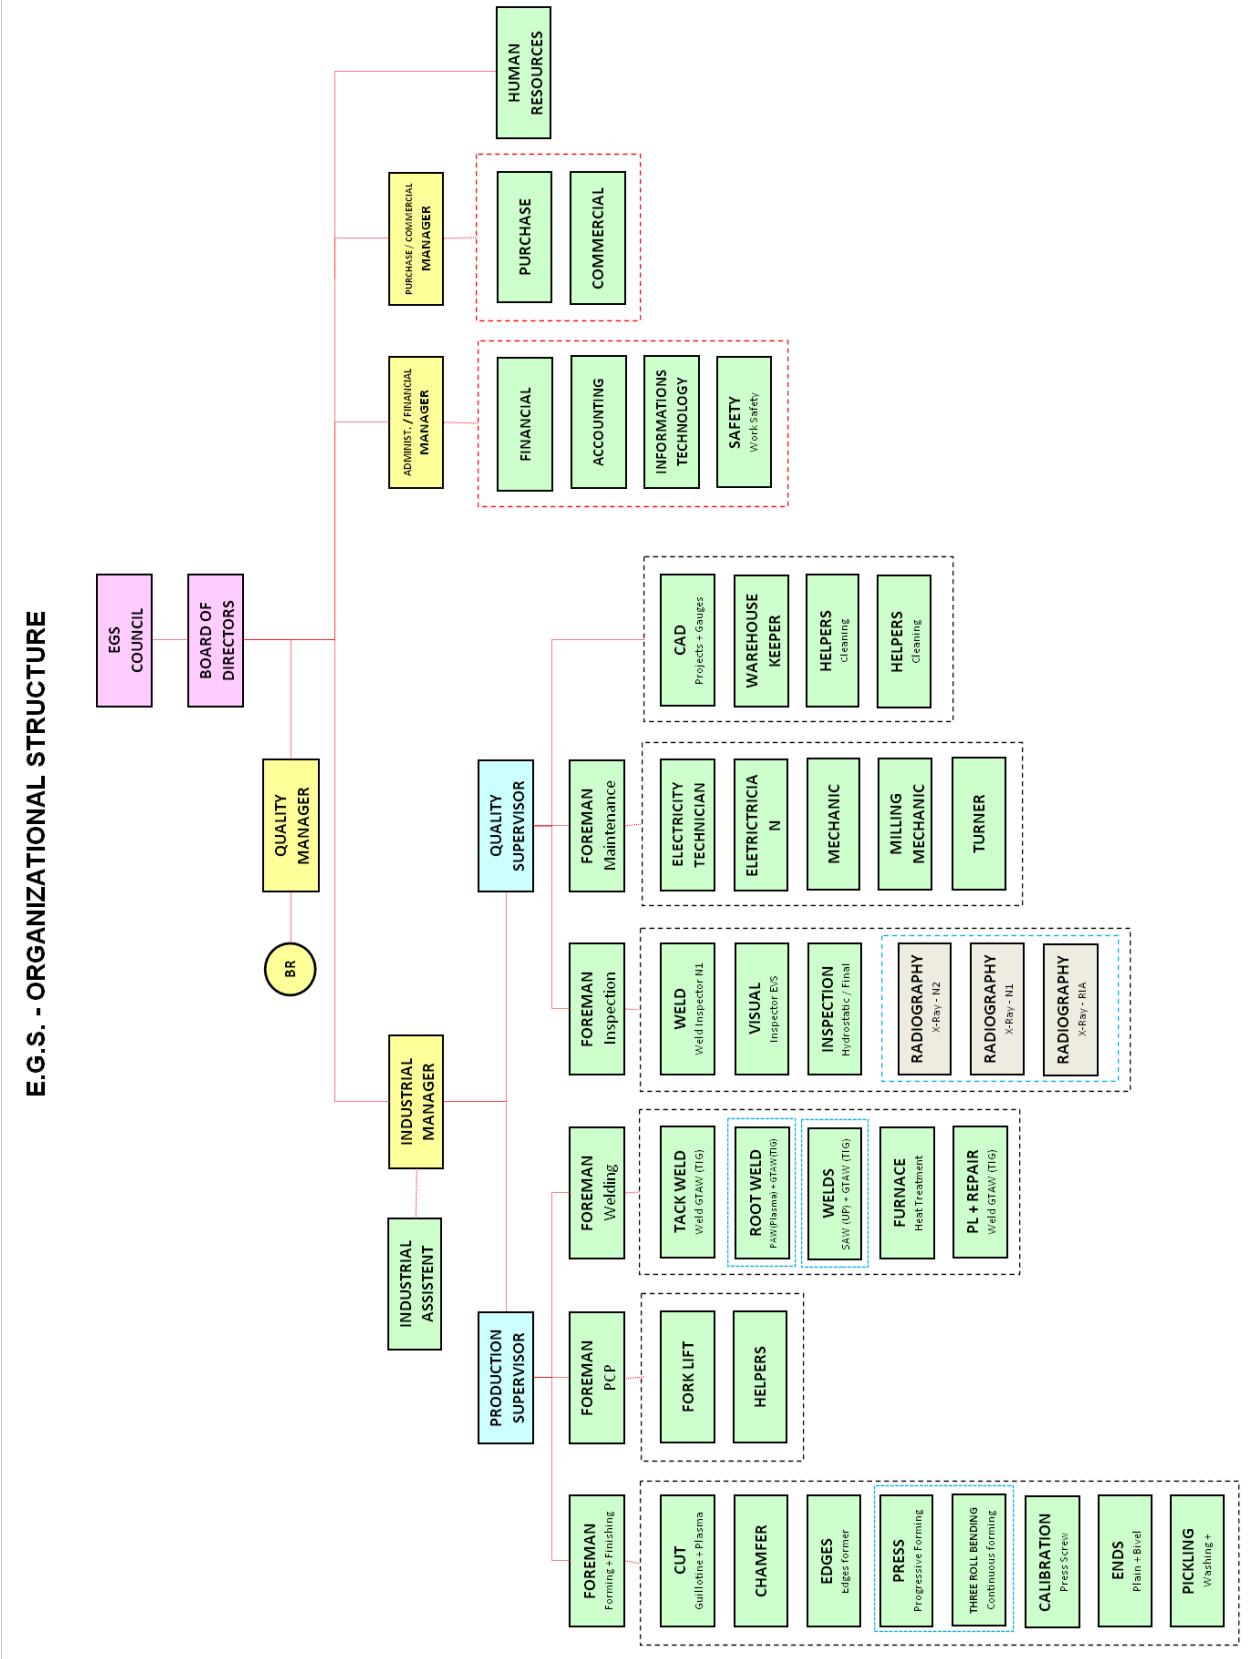 E.G.S. - ORGANIZATIONAL STRUCTURE
EGS
COUNCIL
BOARD OF
DIRECTORS
BR
QUALITY
MANAGER
INDUSTRIAL
ASSISTENT
INDUSTRIAL
MANAGER
ADMINIST. / FINANCIAL
MANAGER
PURCHASE / COMMERCIAL
MANAGER
HUMAN
RESOURCES
PRODUCTION
SUPERVISOR
QUALITY
SUPERVISOR
FINANCIAL
ACCOUNTING
INFORMATIONS
TECHNOLOGY
SAFETY
Work Safety
PURCHASE
COMMERCIAL
FOREMAN
Forming + Finishing
CUT
Guillotine + Plasma
CHAMFER
EDGES
Edges former
PRESS
Progressive Forming
THREE ROLL BENDING
Continuous forming
CALIBRATION
Press Screw
ENDS
Plain + Bivel
PICKLING
Washing +
FOREMAN
PCP
FORK LIFT
HELPERS
FOREMAN
Welding
TACK WELD
Weld GTAW (TIG)
ROOT WELD
PAW(Plasma) + GTAW(TIG)
WELDS
SAW (UP) + GTAW (TIG)
FURNACE
Heat Treatment
PL + REPAIR
Weld GTAW (TIG)
FOREMAN
Inspection
WELD
Weld Inspector N1
VISUAL
Inspector EVS
INSPECTION
Hydrostatic / Final
RADIOGRAPHY
X-Ray - N2
RADIOGRAPHY
X-Ray - N1
RADIOGRAPHY
X-Ray - RIA
FOREMAN
Maintenance
ELECTRICITY
TECHNICIAN
ELETRICTRICIA
N
MECHANIC
MILLING
MECHANIC
TURNER
CAD
Projects + Gauges
WAREHOUSE
KEEPER
HELPERS
Cleaning
HELPERS
Cleaning